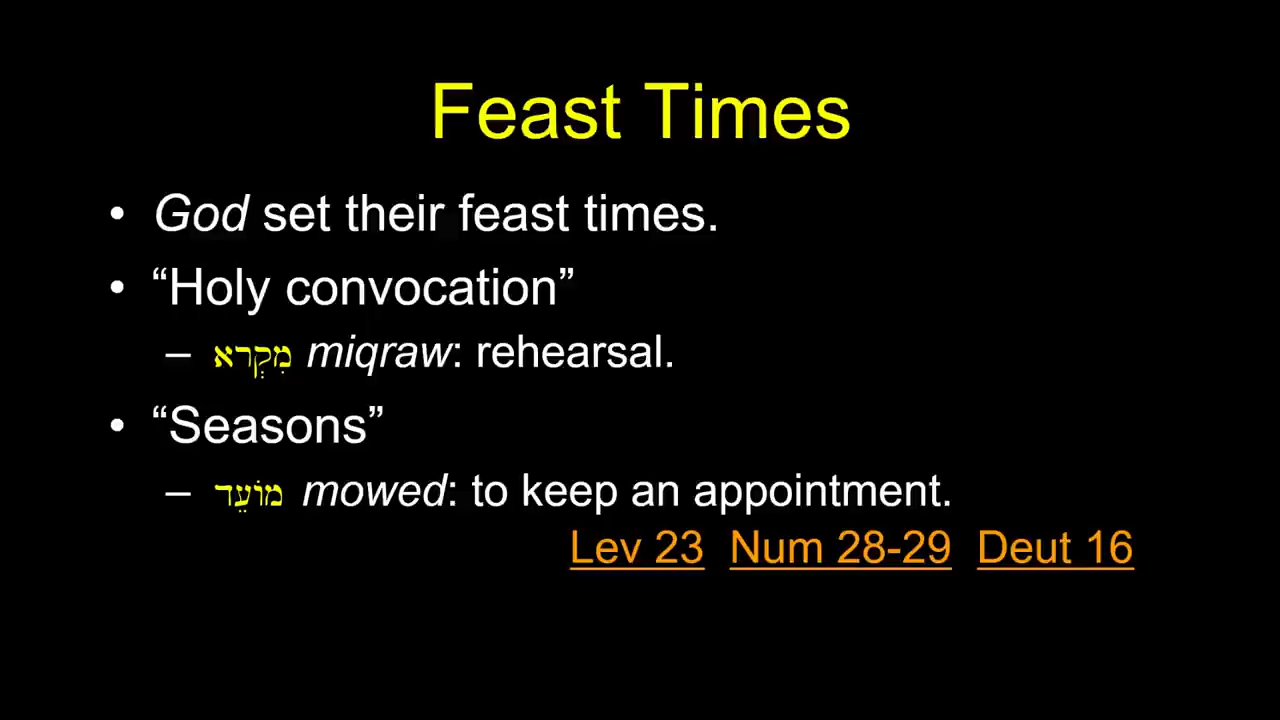 Feast Times
• God set their feast times.
• “Holy convocation”
– מִקְרא miqraw: rehearsal.
• “Seasons”
– מוֹעֵד mowed: to keep an appointment.
Lev 23 Num 28-29 Deut 16